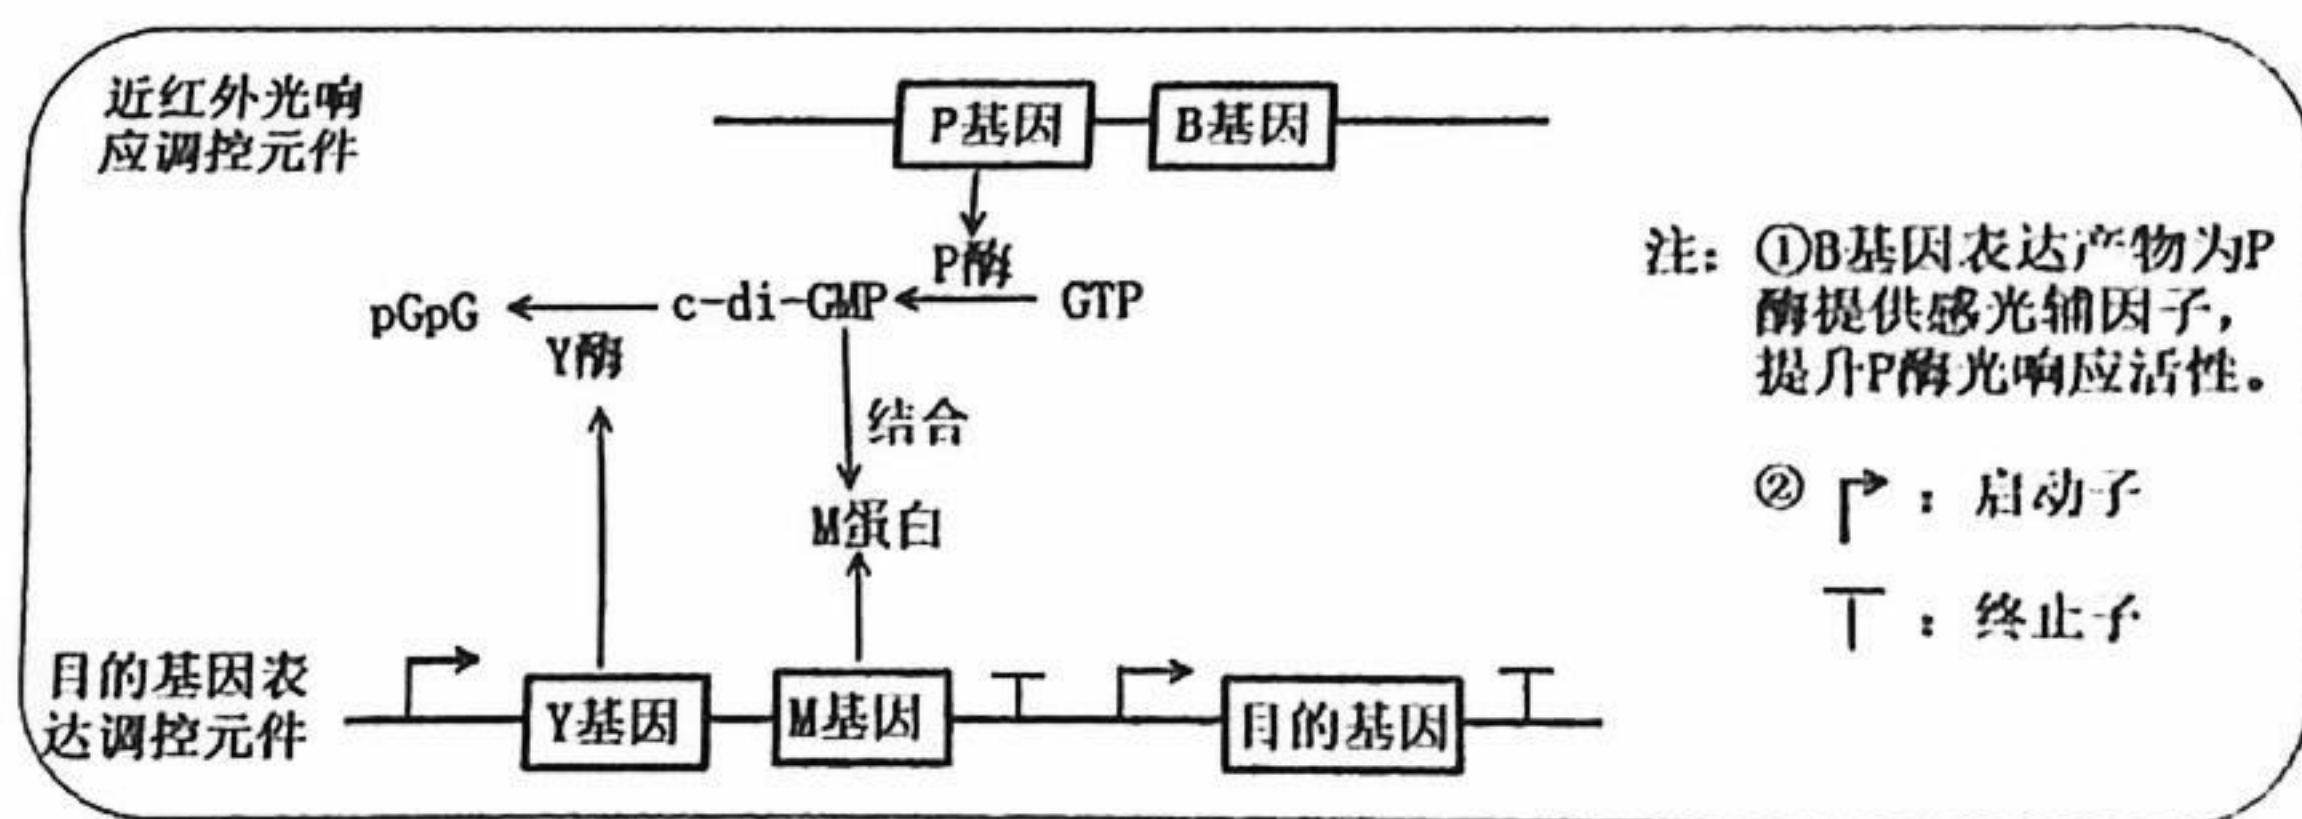 近红外光响
应调控元件
P基因
B基因
P酶
pGpG
c-di-GMP
GTP
Y酶
结合
M蛋白
注：①B基因表达产物为P
酶提供感光辅因子，
提升P酶光响应活性。
② ：启动子
：终止子
目的基因表
达调控元件
Y基因
M基因
目的基因